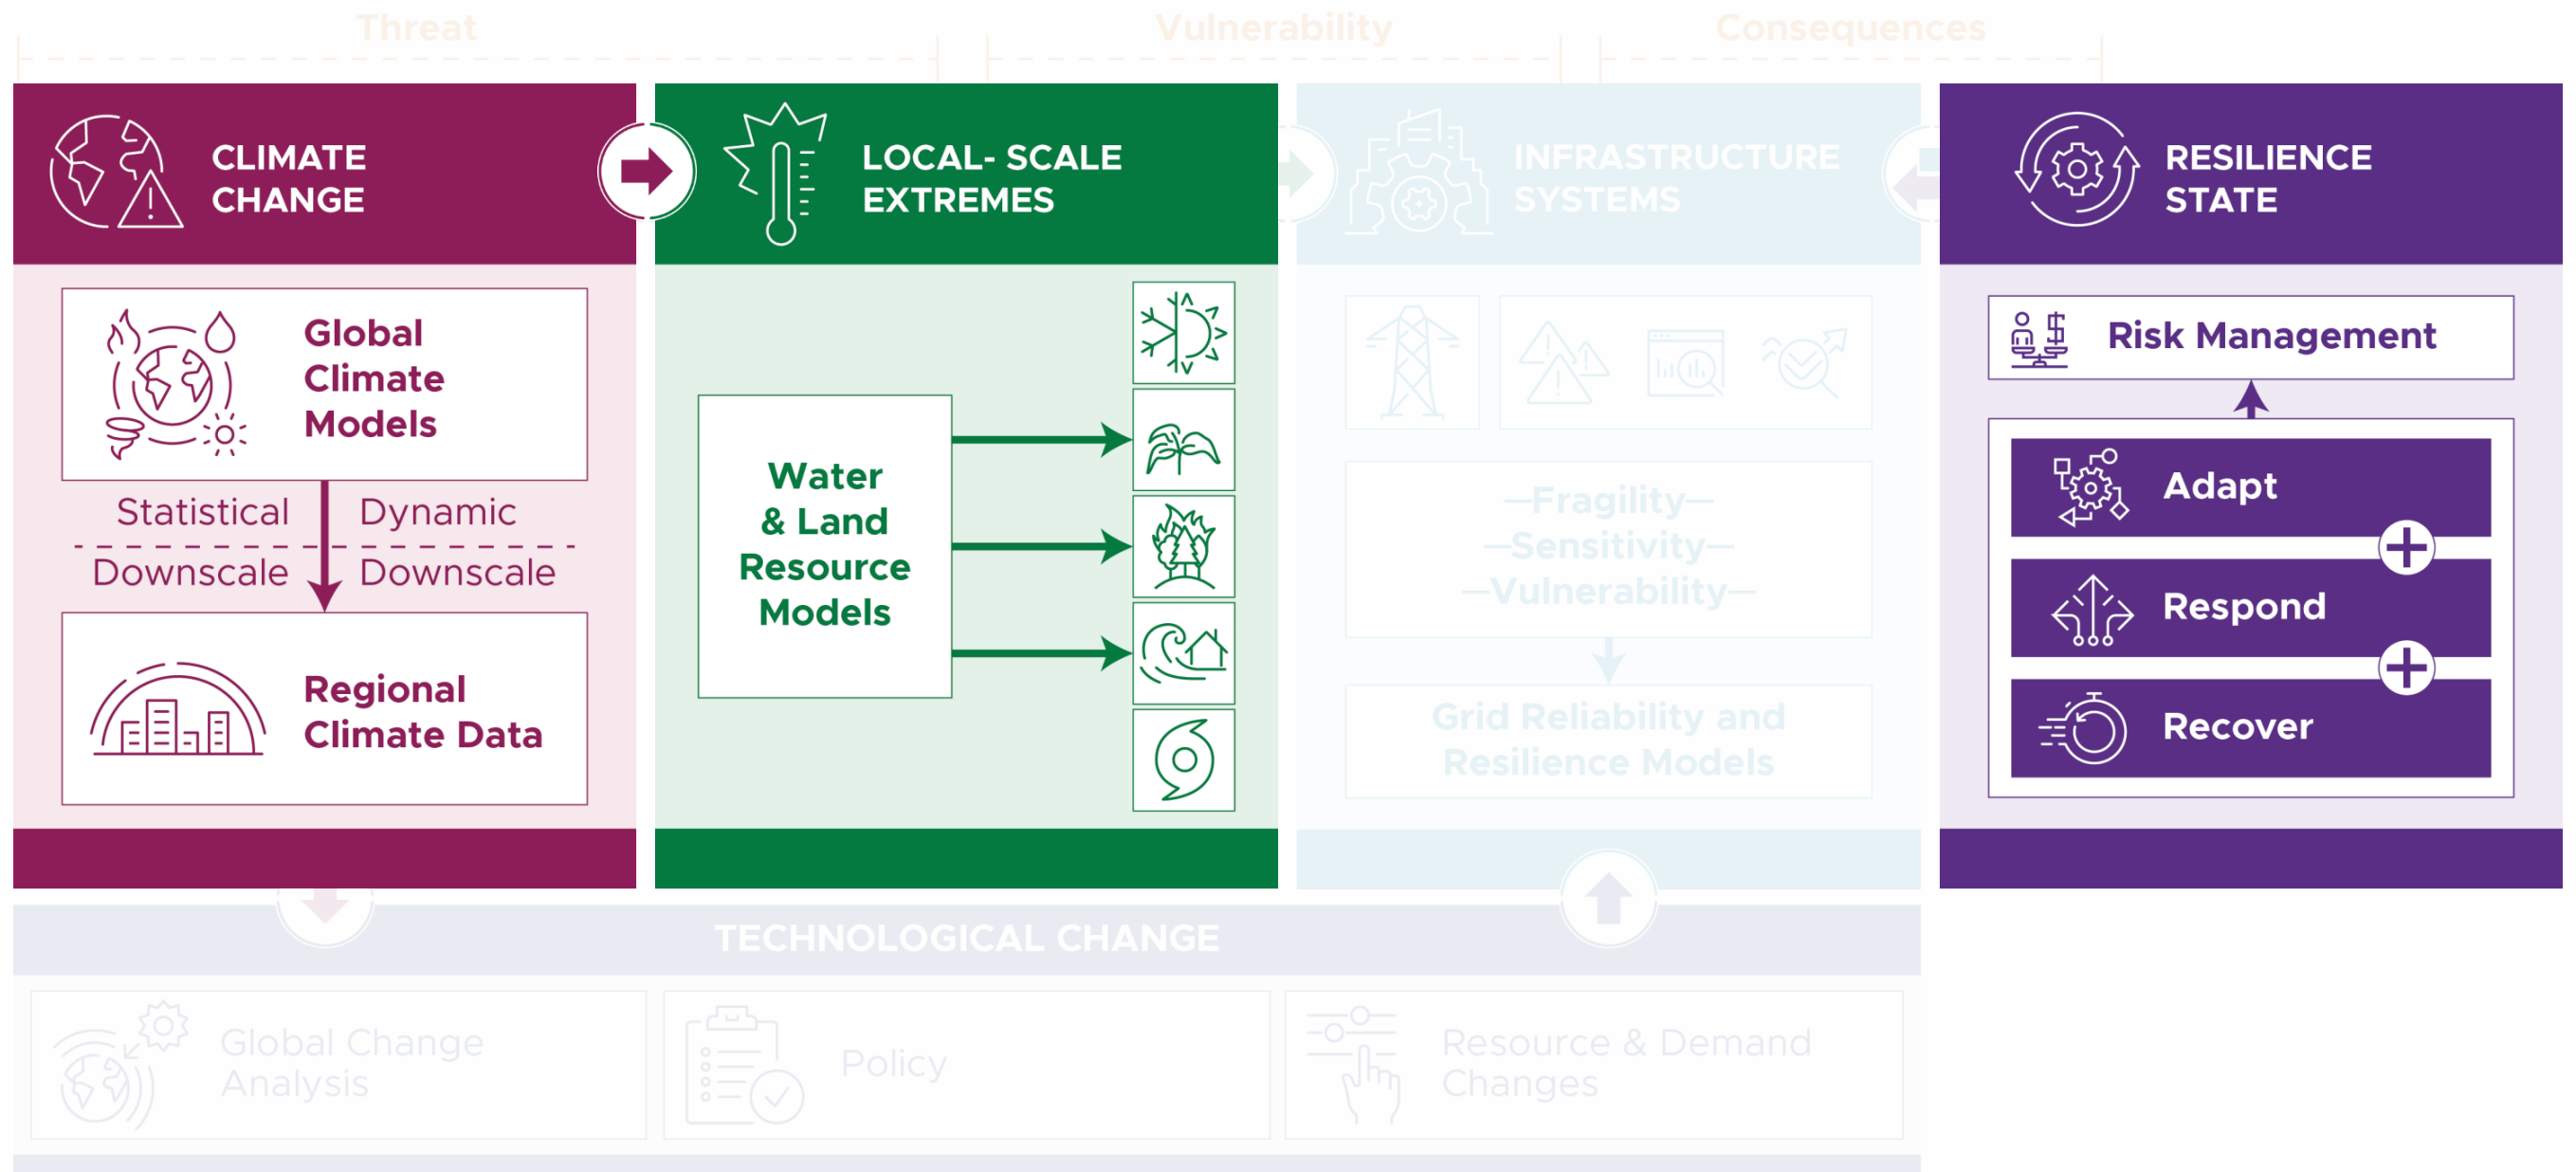 Threat
Vulnerability
Consequences
CLIMATE
CHANGE
Global
Climate
Models
Statistical
Dynamic
Downscale
Downscale
Regional
Climate Data
LOCAL- SCALE
EXTREMES
Water
& Land
Resource
Models
INFRASTRUCTURE
SYSTEMS
—Fragility—
—Sensitivity—
—Vulnerability—
Grid Reliability and
Resilience Models
RESILIENCE
STATE
$
Risk Management
Adapt
+
Respond
+
Recover
TECHNOLOGICAL CHANGE
Global Change
Analysis
Policy
Resource & Demand
Changes